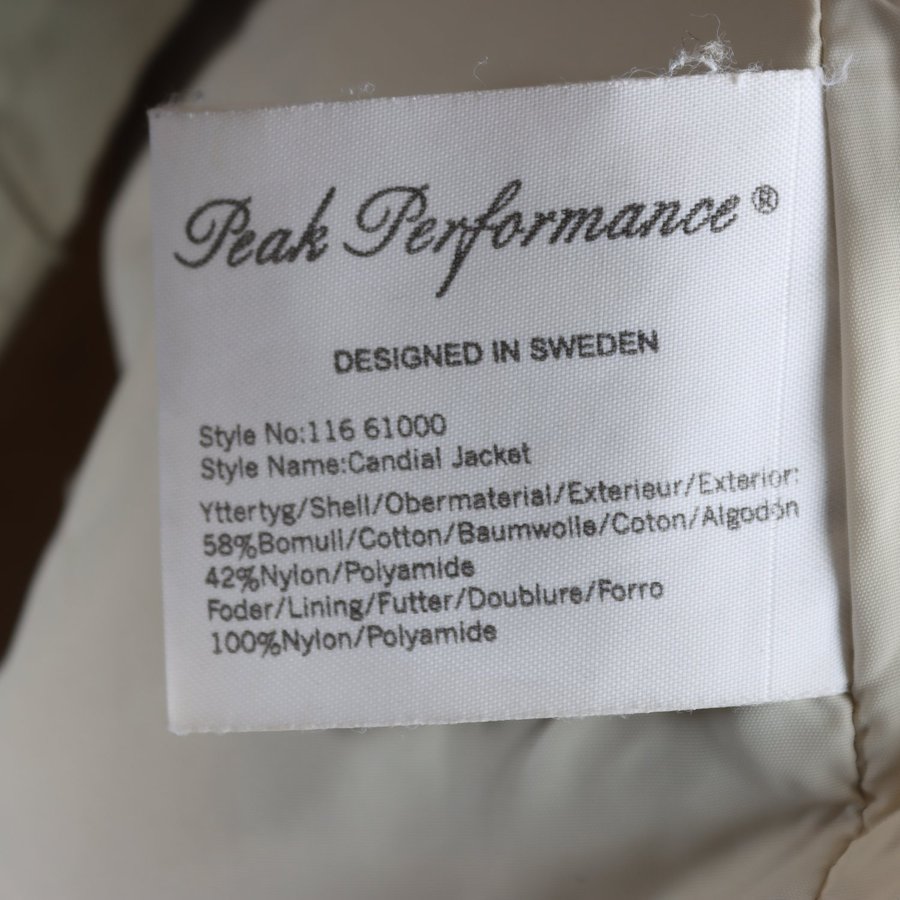 Peak Performance®
DESIGNED IN SWEDEN
Style No:116 61000
Style Name:Candial Jacket
Yttertyg/Shell/Obermaterial/Exterieur/Exterior:
58%Bomull/Cotton/Baumwolle/Coton/Algodón
42%Nylon/Polyamide
Foder/Lining/Futter/Doublure/Forro
100%Nylon/Polyamide